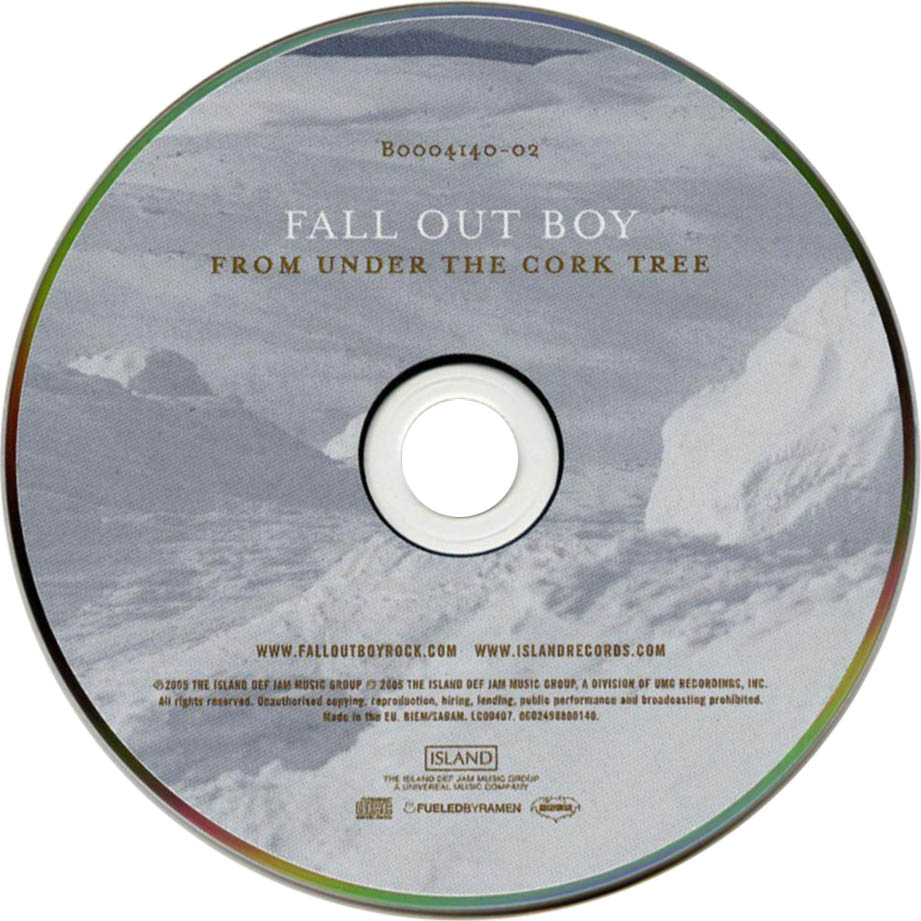 B0004140-02
FALL OUT BOY
FROM UNDER THE CORK TREE
WWW.FALLOUTBOYROCK.COM WWW.ISLANDRECORDS.COM
℗2005 THE ISLAND DEF JAM MUSIC GROUP © 2005 THE ISLAND DEF JAM MUSIC GROUP, A DIVISION OF UMG RECORDINGS, INC.
All rights reserved. Unauthorised copying, reproduction, hiring, lending, public performance and broadcasting prohibited.
Made in the EU. BIEM/SABAM. LC00407. 0602498800140.
ISLAND
THE ISLAND DEF JAM MUSIC GROUP
A UNIVERSAL MUSIC COMPANY
FUELEDBYRAMEN